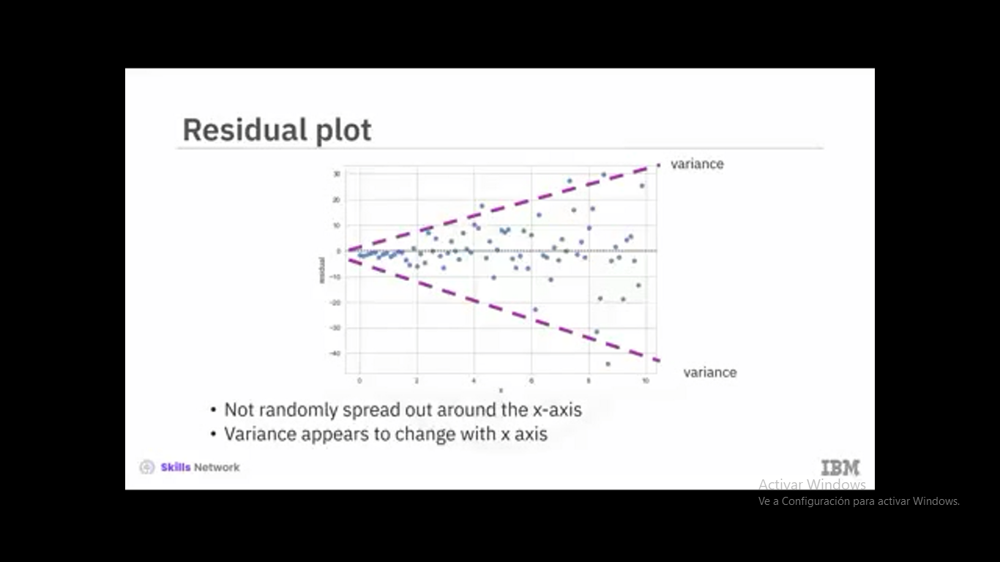 Residual plot
variance
30
20
10
0
-10
-20
-30
-40
residual
0 2 4 6 8 10
x
variance
• Not randomly spread out around the x-axis
• Variance appears to change with x axis
Skills Network
IBM
Activar Windows
Ve a Configuración para activar Windows.